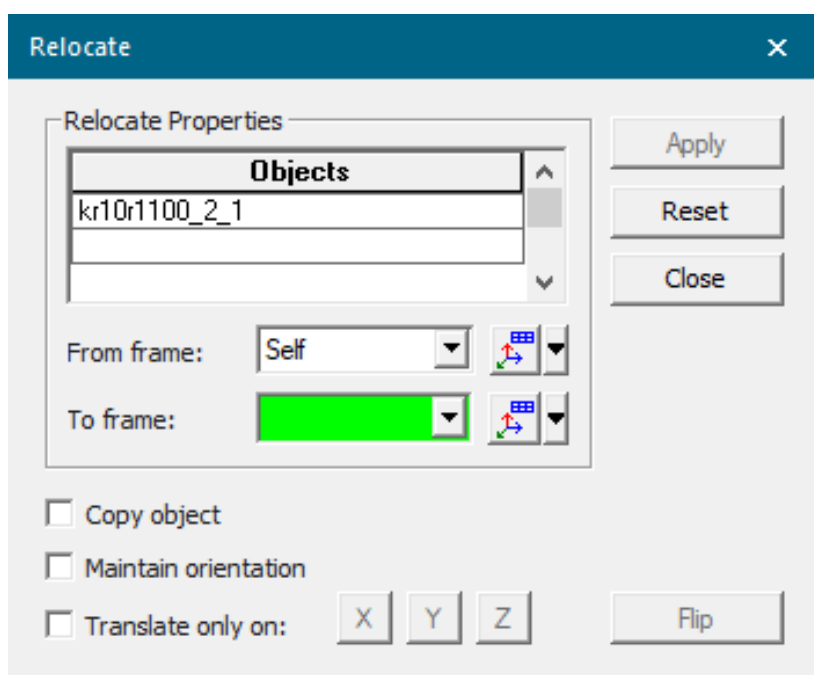 Relocate
Relocate Properties
Objects
kr10r1100_2_1
From frame:
Self
To frame:
Copy object
Maintain orientation
Translate only on:
X
Y
Z
Apply
Reset
Close
Flip